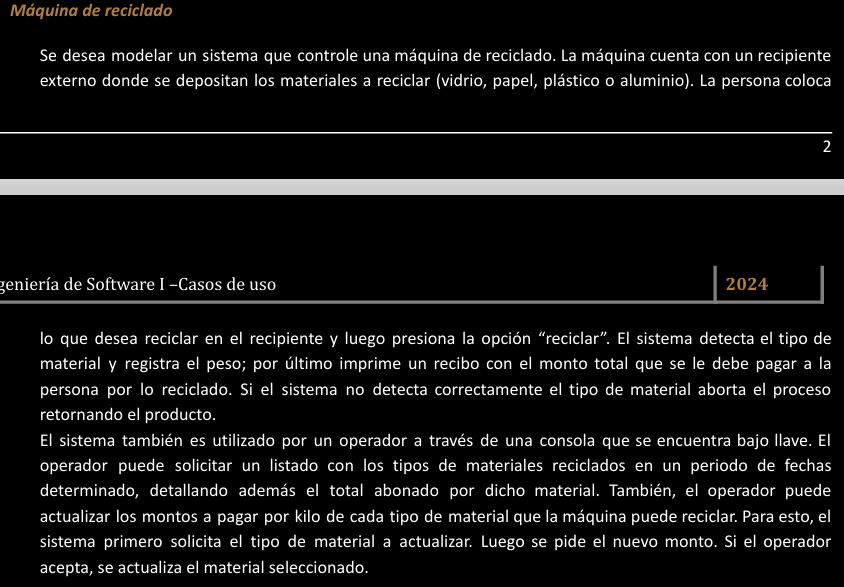 Máquina de reciclado
Se desea modelar un sistema que controle una máquina de reciclado. La máquina cuenta con un recipiente
externo donde se depositan los materiales a reciclar (vidrio, papel, plástico o aluminio). La persona coloca
2
geniería de Software I –Casos de uso
2024
lo que desea reciclar en el recipiente y luego presiona la opción “reciclar”. El sistema detecta el tipo de
material y registra el peso; por último imprime un recibo con el monto total que se le debe pagar a la
persona por lo reciclado. Si el sistema no detecta correctamente el tipo de material aborta el proceso
retornando el producto.
El sistema también es utilizado por un operador a través de una consola que se encuentra bajo llave. El
operador puede solicitar un listado con los tipos de materiales reciclados en un periodo de fechas
determinado, detallando además el total abonado por dicho material. También, el operador puede
actualizar los montos a pagar por kilo de cada tipo de material que la máquina puede reciclar. Para esto, el
sistema primero solicita el tipo de material a actualizar. Luego se pide el nuevo monto. Si el operador
acepta, se actualiza el material seleccionado.